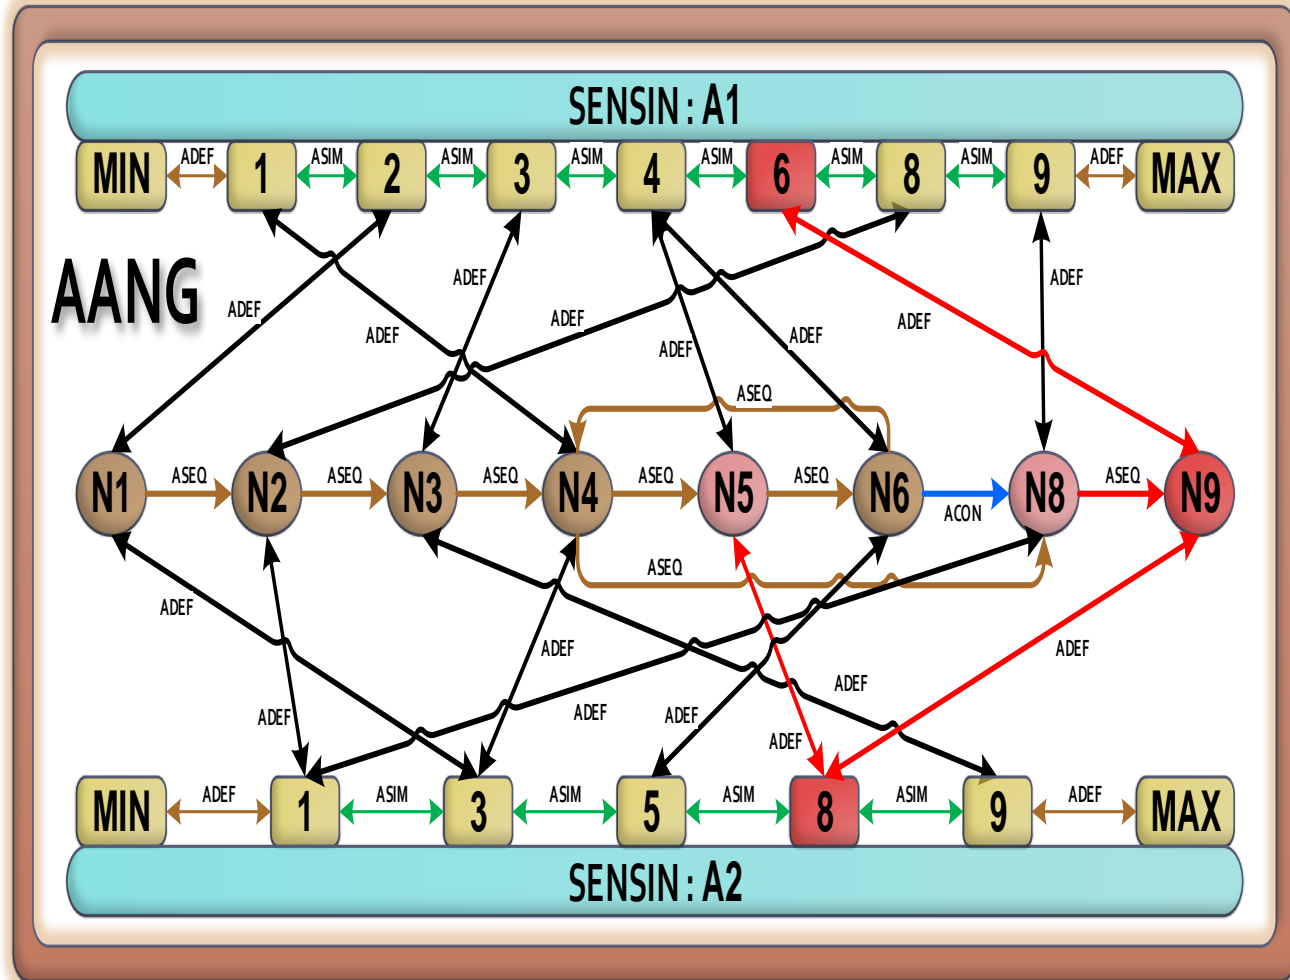 SENSIN : A1
MIN ADEF 1 ASIM 2 ASIM 3 ASIM 4 ASIM 6 ASIM 8 ASIM 9 ADEF MAX
AANG
ADEF ADEF ADEF ADEF ADEF ADEF ADEF ADEF
ASEQ
N1 ASEQ N2 ASEQ N3 ASEQ N4 ASEQ N5 ASEQ N6 ACON N8 ASEQ N9
ASEQ
ADEF ADEF ADEF ADEF ADEF ADEF ADEF ADEF
MIN ADEF 1 ASIM 3 ASIM 5 ASIM 8 ASIM 9 ADEF MAX
SENSIN : A2